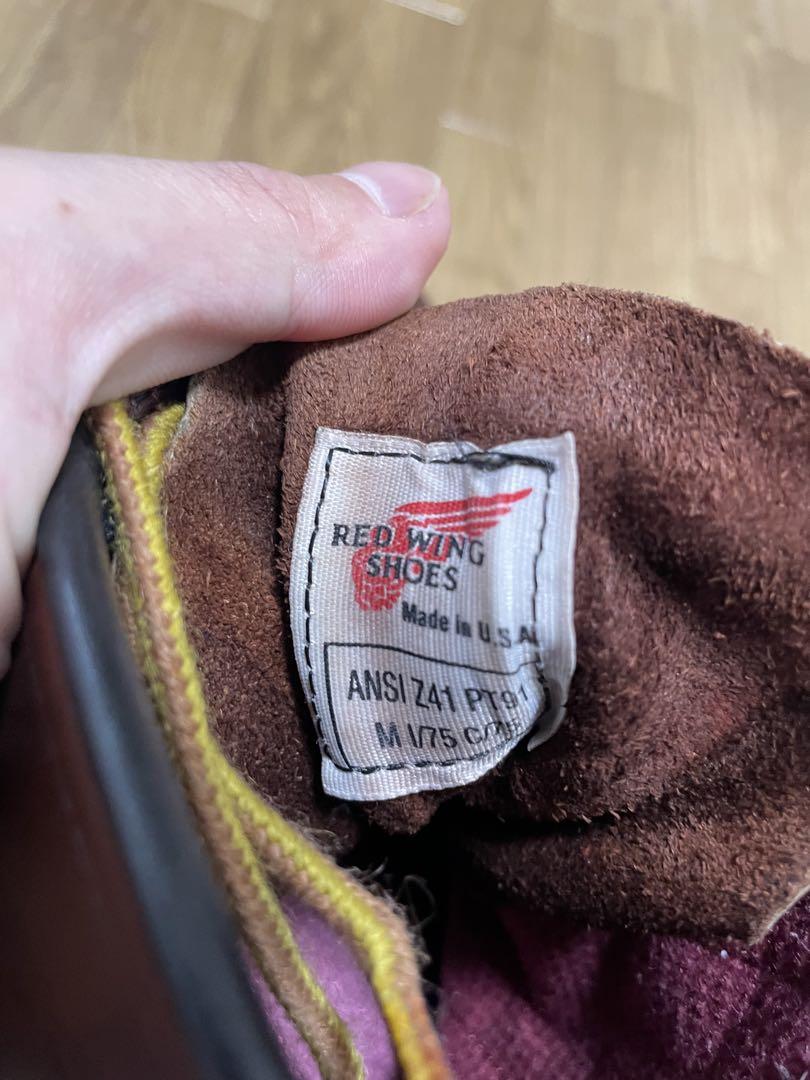 RED WING
SHOES
Made in U.S.A.
ANSI Z41 PT91
M I/75 C/75